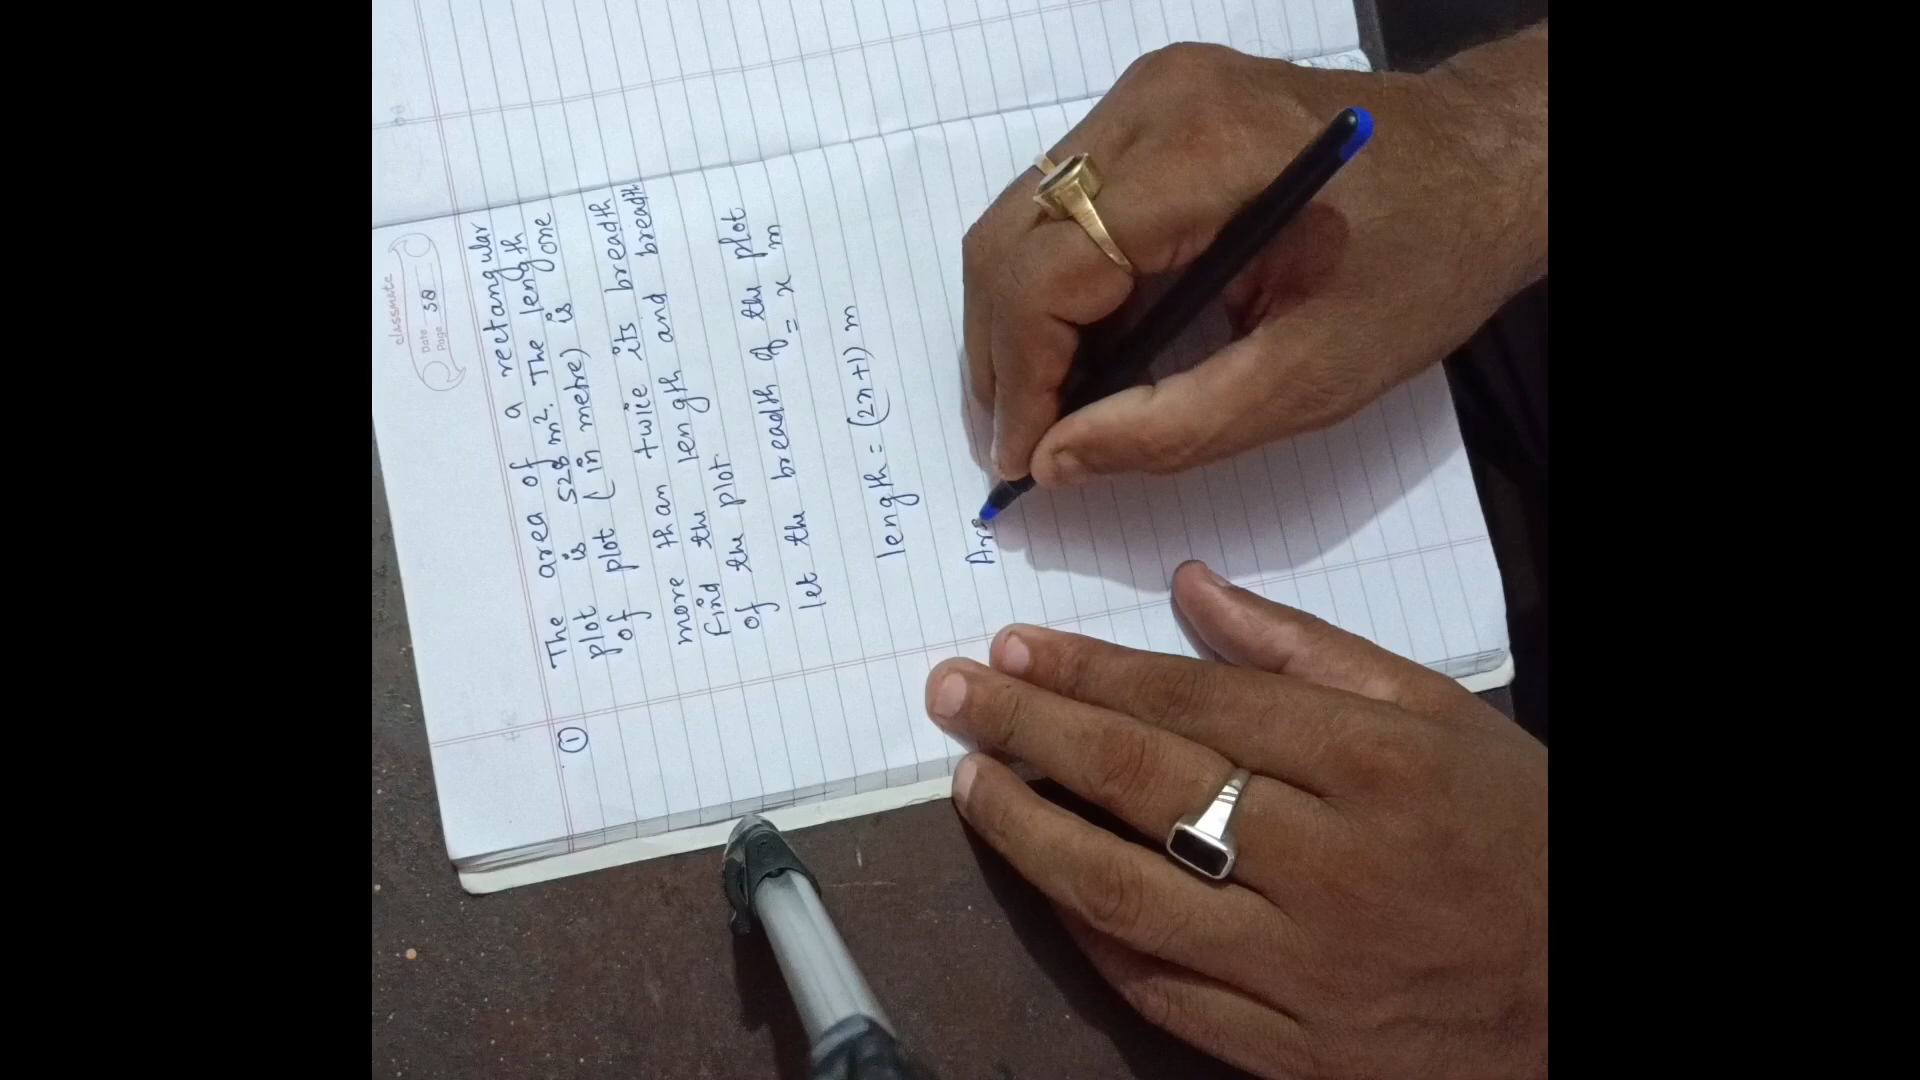 classmate
Date
Page 58
① The area of a rectangular
plot is 528 m². The length
of plot (in metre) is one
more than twice its breadth
Find the length and breadth
of the plot.
let the breadth of the plot
= x m
length = (2x+1) m
Are